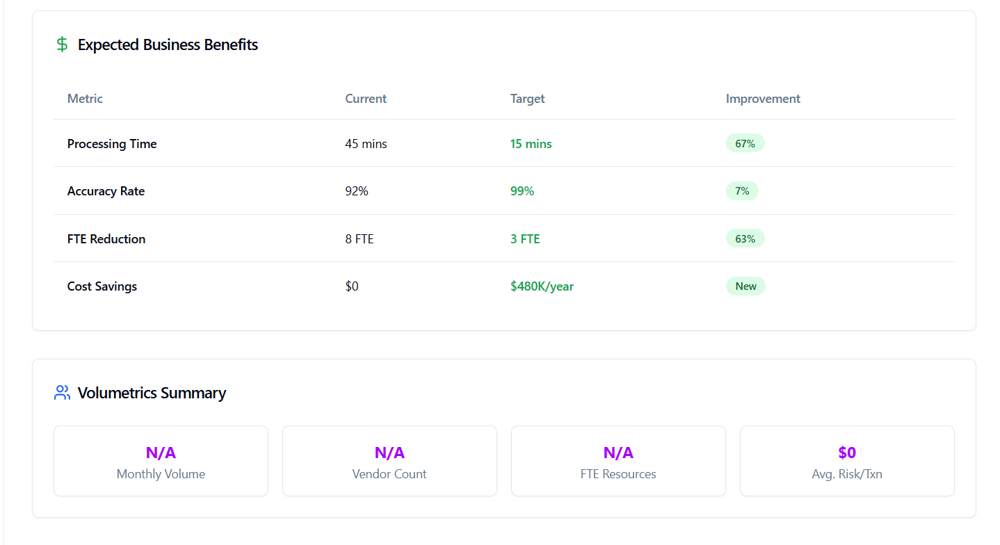 Expected Business Benefits
Metric Current Target Improvement
Processing Time 45 mins 15 mins 67%
Accuracy Rate 92% 99% 7%
FTE Reduction 8 FTE 3 FTE 63%
Cost Savings $0 $480K/year New
Volumetrics Summary
N/A N/A N/A $0
Monthly Volume Vendor Count FTE Resources Avg. Risk/Txn